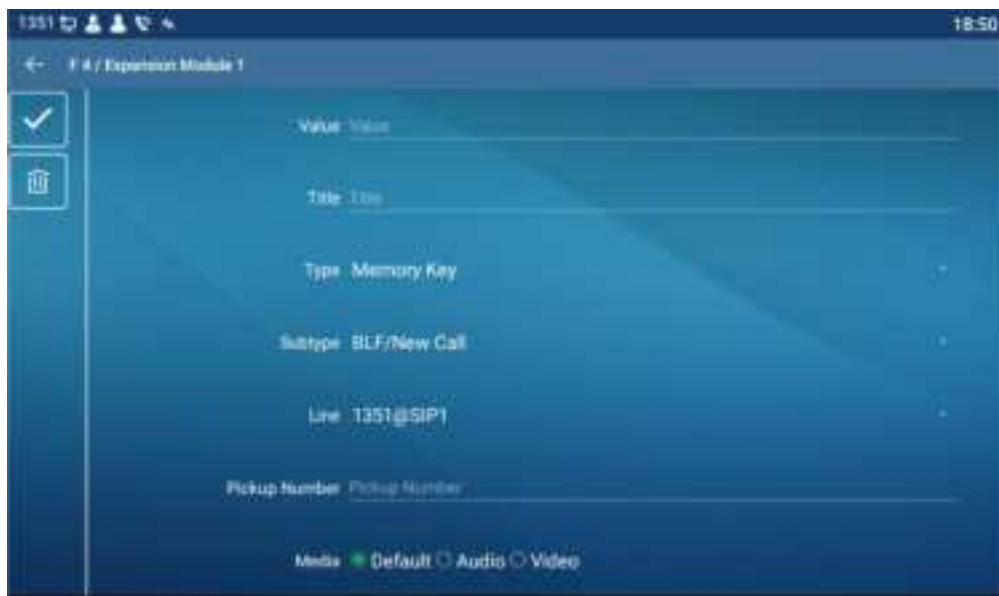 1351
18:50
F 4 / Expansion Module 1
Value Value
Title Title
Type Memory Key
Subtype BLF/New Call
Line 1351@SIP1
Pickup Number Pickup Number
Media Default Audio Video